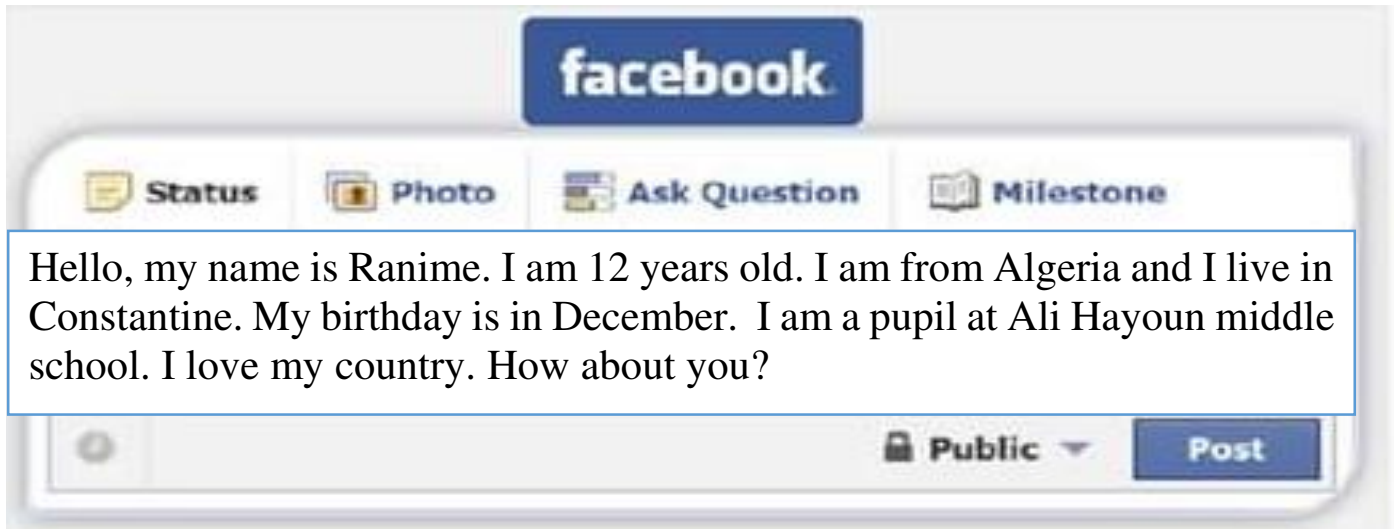 facebook
Status Photo Ask Question Milestone
Hello, my name is Ranime. I am 12 years old. I am from Algeria and I live in
Constantine. My birthday is in December.  I am a pupil at Ali Hayoun middle
school. I love my country. How about you?
Public Post